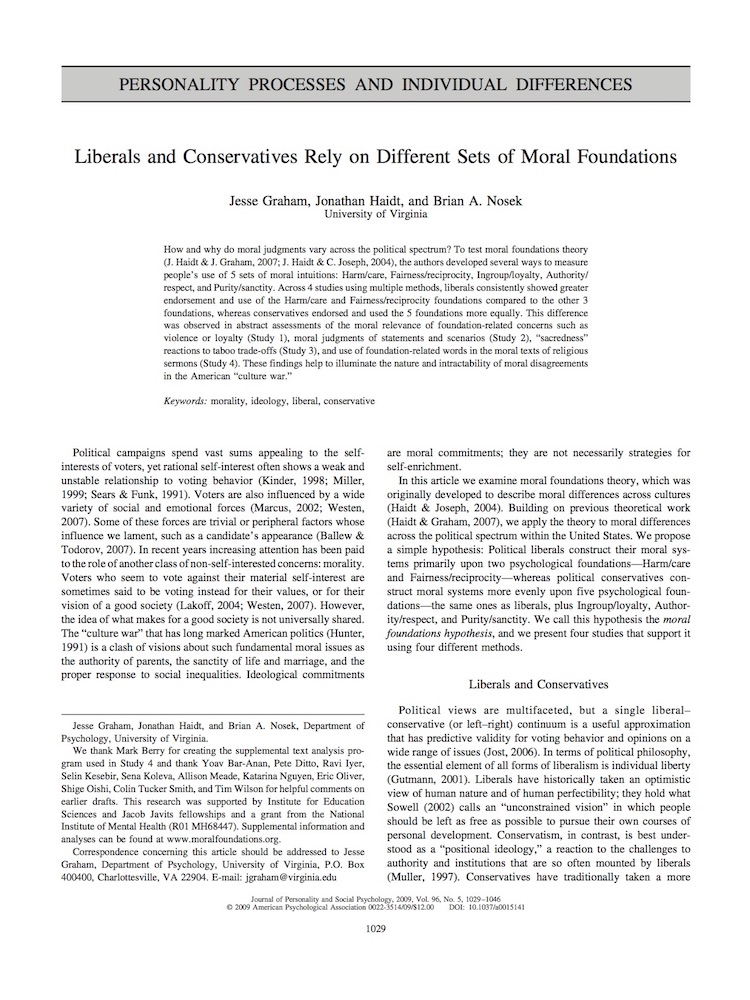 PERSONALITY PROCESSES AND INDIVIDUAL DIFFERENCES
Liberals and Conservatives Rely on Different Sets of Moral Foundations
Jesse Graham, Jonathan Haidt, and Brian A. Nosek
University of Virginia
How and why do moral judgments vary across the political spectrum? To test moral foundations theory
(J. Haidt & J. Graham, 2007; J. Haidt & C. Joseph, 2004), the authors developed several ways to measure
people's use of 5 sets of moral intuitions: Harm/care, Fairness/reciprocity, Ingroup/loyalty, Authority/
respect, and Purity/sanctity. Across 4 studies using multiple methods, liberals consistently showed greater
endorsement and use of the Harm/care and Fairness/reciprocity foundations compared to the other 3
foundations, whereas conservatives endorsed and used the 5 foundations more equally. This difference
was observed in abstract assessments of the moral relevance of foundation-related concerns such as
violence or loyalty (Study 1), moral judgments of statements and scenarios (Study 2), “sacredness”
reactions to taboo trade-offs (Study 3), and use of foundation-related words in the moral texts of religious
sermons (Study 4). These findings help to illuminate the nature and intractability of moral disagreements
in the American “culture war.”
Keywords: morality, ideology, liberal, conservative
Political campaigns spend vast sums appealing to the self-
interests of voters, yet rational self-interest often shows a weak and
unstable relationship to voting behavior (Kinder, 1998; Miller,
1999; Sears & Funk, 1991). Voters are also influenced by a wide
variety of social and emotional forces (Marcus, 2002; Westen,
2007). Some of these forces are trivial or peripheral factors whose
influence we lament, such as a candidate's appearance (Ballew &
Todorov, 2007). In recent years increasing attention has been paid
to the role of another class of non-self-interested concerns: morality.
Voters who seem to vote against their material self-interest are
sometimes said to be voting instead for their values, or for their
vision of a good society (Lakoff, 2004; Westen, 2007). However,
the idea of what makes for a good society is not universally shared.
The “culture war” that has long marked American politics (Hunter,
1991) is a clash of visions about such fundamental moral issues as
the authority of parents, the sanctity of life and marriage, and the
proper response to social inequalities. Ideological commitments
Jesse Graham, Jonathan Haidt, and Brian A. Nosek, Department of
Psychology, University of Virginia.
We thank Mark Berry for creating the supplemental text analysis pro-
gram used in Study 4 and thank Yoav Bar-Anan, Pete Ditto, Ravi Iyer,
Selin Kesebir, Sena Koleva, Allison Meade, Katarina Nguyen, Eric Oliver,
Shige Oishi, Colin Tucker Smith, and Tim Wilson for helpful comments on
earlier drafts. This research was supported by Institute for Education
Sciences and Jacob Javits fellowships and a grant from the National
Institute of Mental Health (R01 MH68447). Supplemental information and
analyses can be found at www.moralfoundations.org.
Correspondence concerning this article should be addressed to Jesse
Graham, Department of Psychology, University of Virginia, P.O. Box
400400, Charlottesville, VA 22904. E-mail: jgraham@virginia.edu
are moral commitments; they are not necessarily strategies for
self-enrichment.
In this article we examine moral foundations theory, which was
originally developed to describe moral differences across cultures
(Haidt & Joseph, 2004). Building on previous theoretical work
(Haidt & Graham, 2007), we apply the theory to moral differences
across the political spectrum within the United States. We propose
a simple hypothesis: Political liberals construct their moral sys-
tems primarily upon two psychological foundations—Harm/care
and Fairness/reciprocity—whereas political conservatives con-
struct moral systems more evenly upon five psychological foun-
dations—the same ones as liberals, plus Ingroup/loyalty, Author-
ity/respect, and Purity/sanctity. We call this hypothesis the moral
foundations hypothesis, and we present four studies that support it
using four different methods.
Liberals and Conservatives
Political views are multifaceted, but a single liberal–
conservative (or left–right) continuum is a useful approximation
that has predictive validity for voting behavior and opinions on a
wide range of issues (Jost, 2006). In terms of political philosophy,
the essential element of all forms of liberalism is individual liberty
(Gutmann, 2001). Liberals have historically taken an optimistic
view of human nature and of human perfectibility; they hold what
Sowell (2002) calls an “unconstrained vision” in which people
should be left as free as possible to pursue their own courses of
personal development. Conservatism, in contrast, is best under-
stood as a “positional ideology,” a reaction to the challenges to
authority and institutions that are so often mounted by liberals
(Muller, 1997). Conservatives have traditionally taken a more
Journal of Personality and Social Psychology, 2009, Vol. 96, No. 5, 1029–1046
© 2009 American Psychological Association 0022-3514/09/$12.00 DOI: 10.1037/a0015141
1029